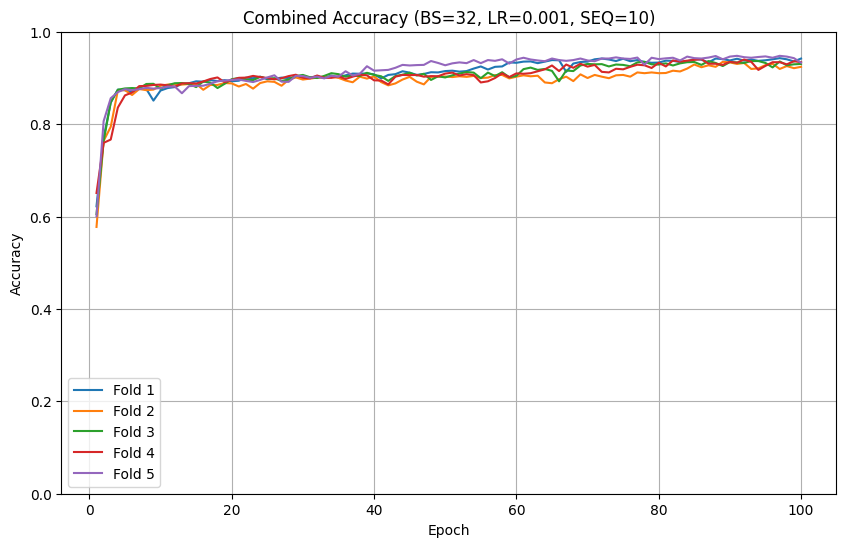 Combined Accuracy (BS=32, LR=0.001, SEQ=10)
1.0
0.8
0.6
0.4
0.2
0.0
Accuracy
Fold 1
Fold 2
Fold 3
Fold 4
Fold 5
0 20 40 60 80 100
Epoch